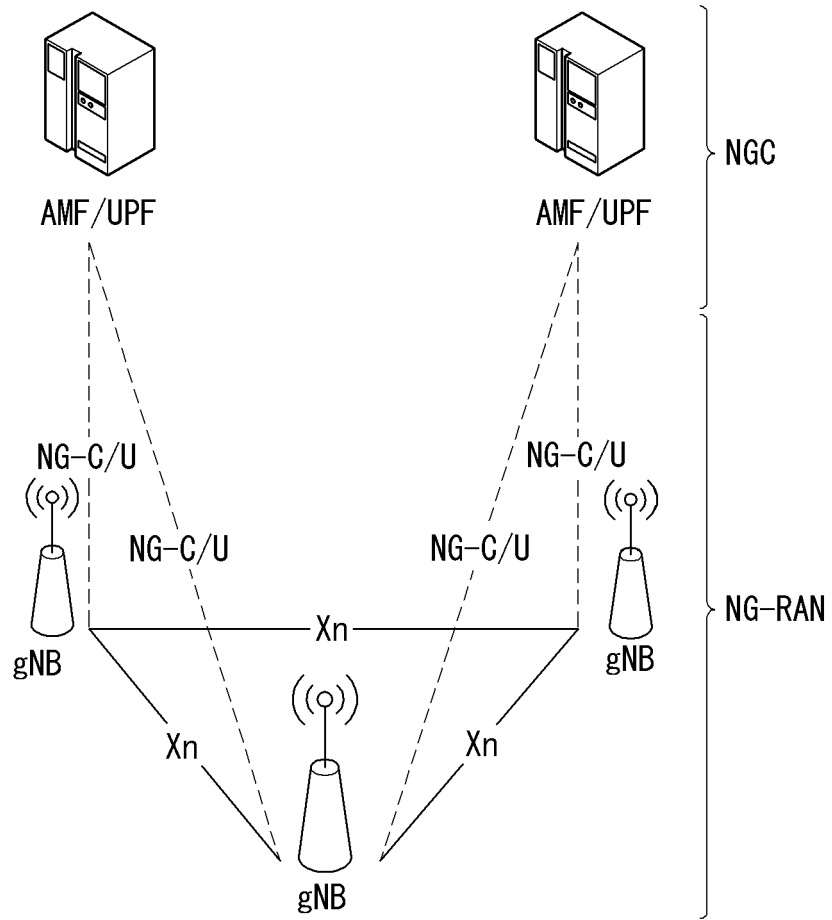 NGC
AMF/UPF
AMF/UPF
NG-C/U
NG-C/U
NG-C/U
NG-C/U
NG-RAN
Xn
gNB
gNB
Xn
Xn
gNB